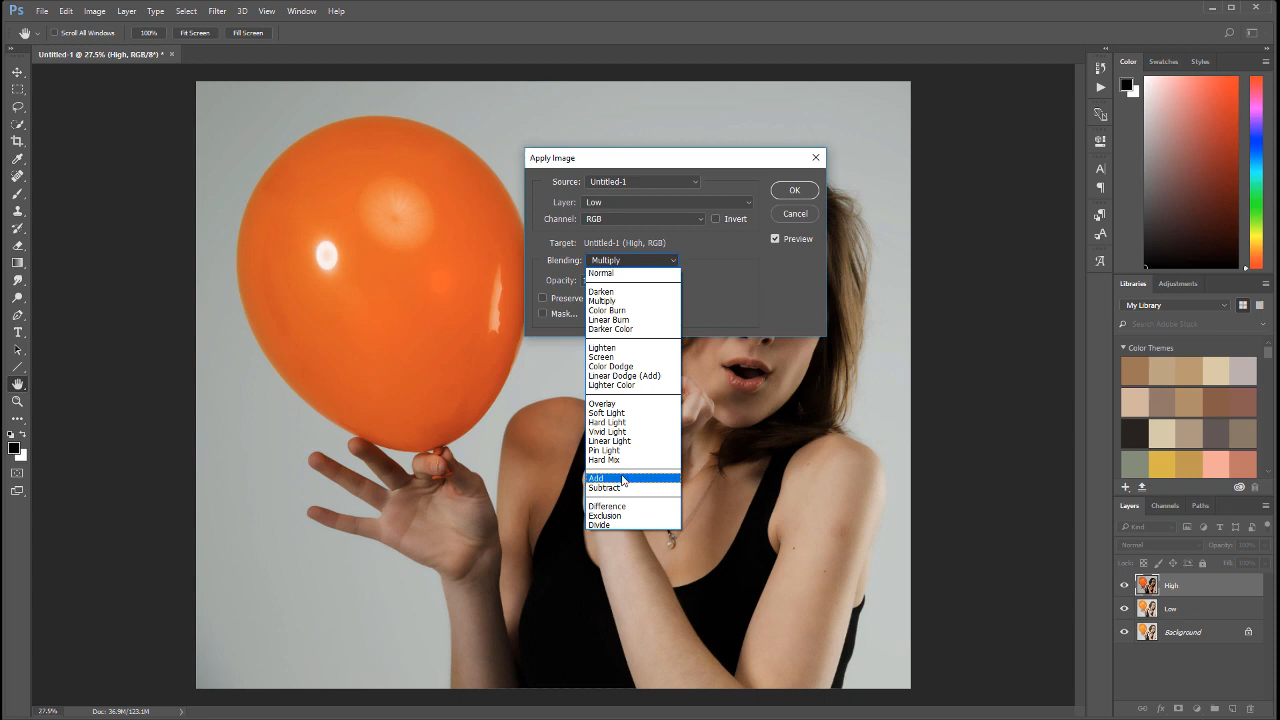 Ps File Edit Image Layer Type Select Filter 3D View Window Help
Scroll All Windows 100% Fit Screen Fill Screen
Untitled-1 @ 27.5% (High, RGB/8*) * ×
Apply Image
Source: Untitled-1
Layer: Low
Channel: RGB Invert
Target: Untitled-1 (High, RGB)
Blending: Multiply
Opacity:
Preserve
Mask...
OK
Cancel
Preview
Normal
Darken
Multiply
Color Burn
Linear Burn
Darker Color
Lighten
Screen
Color Dodge
Linear Dodge (Add)
Lighter Color
Overlay
Soft Light
Hard Light
Vivid Light
Linear Light
Pin Light
Hard Mix
Add
Subtract
Difference
Exclusion
Divide
Color Swatches Styles
Libraries Adjustments
My Library
Search Adobe Stock
Color Themes
Layers Channels Paths
Kind
Normal Opacity: 100%
Lock: Fill: 100%
High
Low
Background
27.5% Doc: 36.9M/123.1M